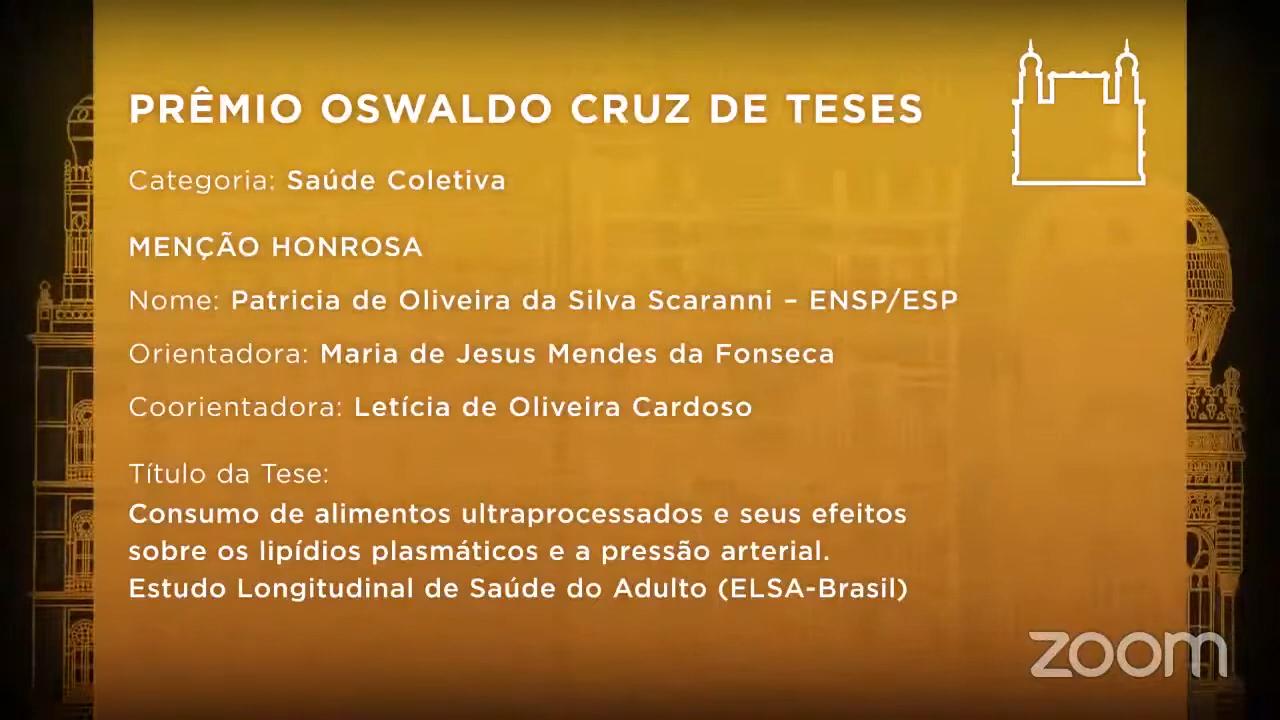 PRÊMIO OSWALDO CRUZ DE TESES
Categoria: Saúde Coletiva
MENÇÃO HONROSA
Nome: Patricia de Oliveira da Silva Scaranni – ENSP/ESP
Orientadora: Maria de Jesus Mendes da Fonseca
Coorientadora: Letícia de Oliveira Cardoso
Título da Tese:
Consumo de alimentos ultraprocessados e seus efeitos
sobre os lipídios plasmáticos e a pressão arterial.
Estudo Longitudinal de Saúde do Adulto (ELSA-Brasil)
zoom